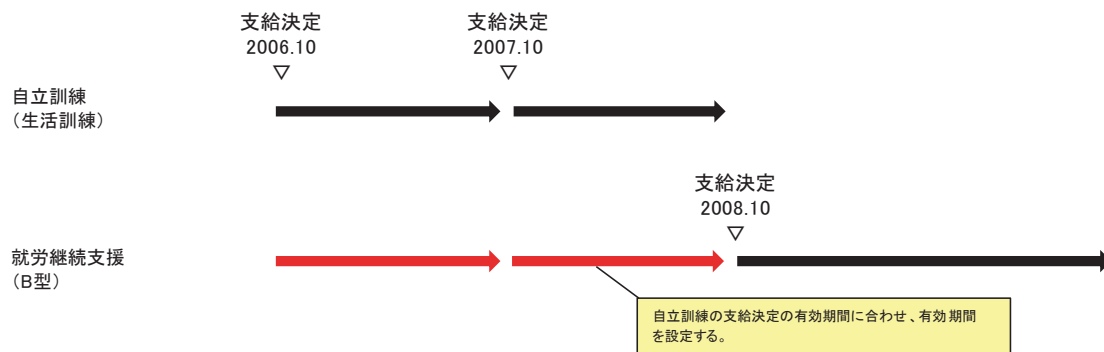 支給決定
2006.10
▽
支給決定
2007.10
▽
自立訓練
（生活訓練）
支給決定
2008.10
▽
就労継続支援
（B型）
自立訓練の支給決定の有効期間に合わせ、有効期間
を設定する。